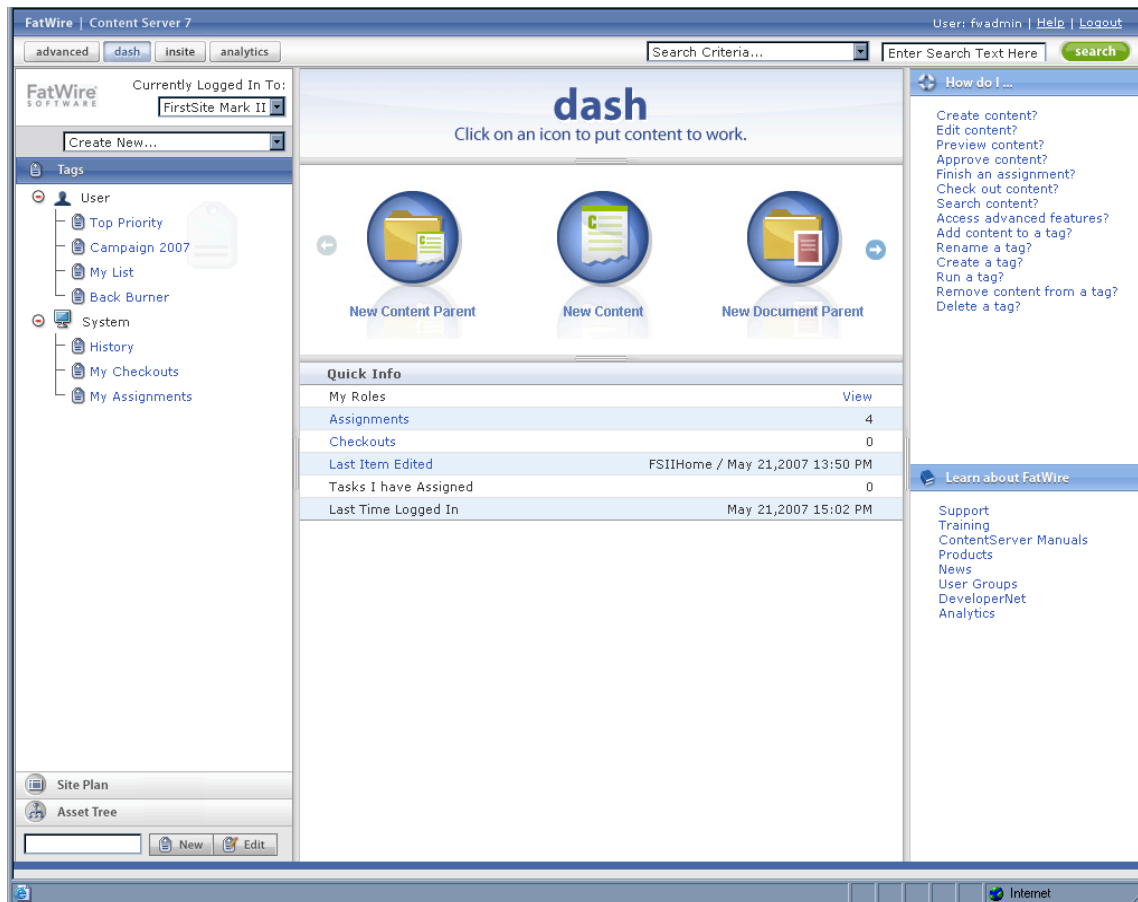 FatWire | Content Server 7
User: fwadmin | Help | Logout
advanced
dash
insite
analytics
Search Criteria...
Enter Search Text Here
search
FatWire
SOFTWARE
Currently Logged In To:
FirstSite Mark II
Create New...
Tags
User
Top Priority
Campaign 2007
My List
Back Burner
System
History
My Checkouts
My Assignments
Site Plan
Asset Tree
New
Edit
dash
Click on an icon to put content to work.
New Content Parent
New Content
New Document Parent
Quick Info
My Roles View
Assignments 4
Checkouts 0
Last Item Edited FSIIHome / May 21,2007 13:50 PM
Tasks I have Assigned 0
Last Time Logged In May 21,2007 15:02 PM
How do I ...
Create content?
Edit content?
Preview content?
Approve content?
Finish an assignment?
Check out content?
Search content?
Access advanced features?
Add content to a tag?
Rename a tag?
Create a tag?
Run a tag?
Remove content from a tag?
Delete a tag?
Learn about FatWire
Support
Training
ContentServer Manuals
Products
News
User Groups
DeveloperNet
Analytics
Internet